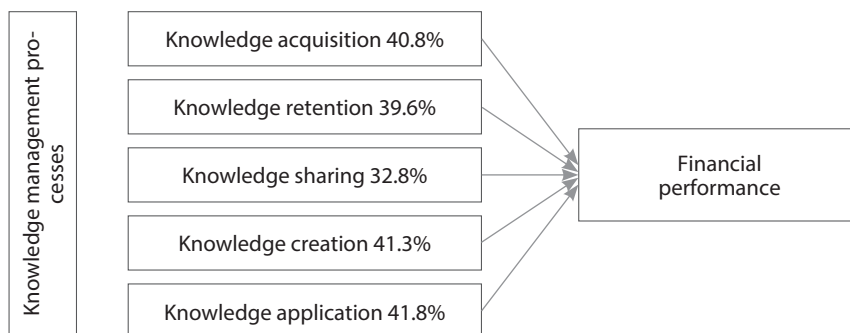 Knowledge management pro-
cesses
Knowledge acquisition 40.8%
Knowledge retention 39.6%
Knowledge sharing 32.8%
Knowledge creation 41.3%
Knowledge application 41.8%
Financial
performance